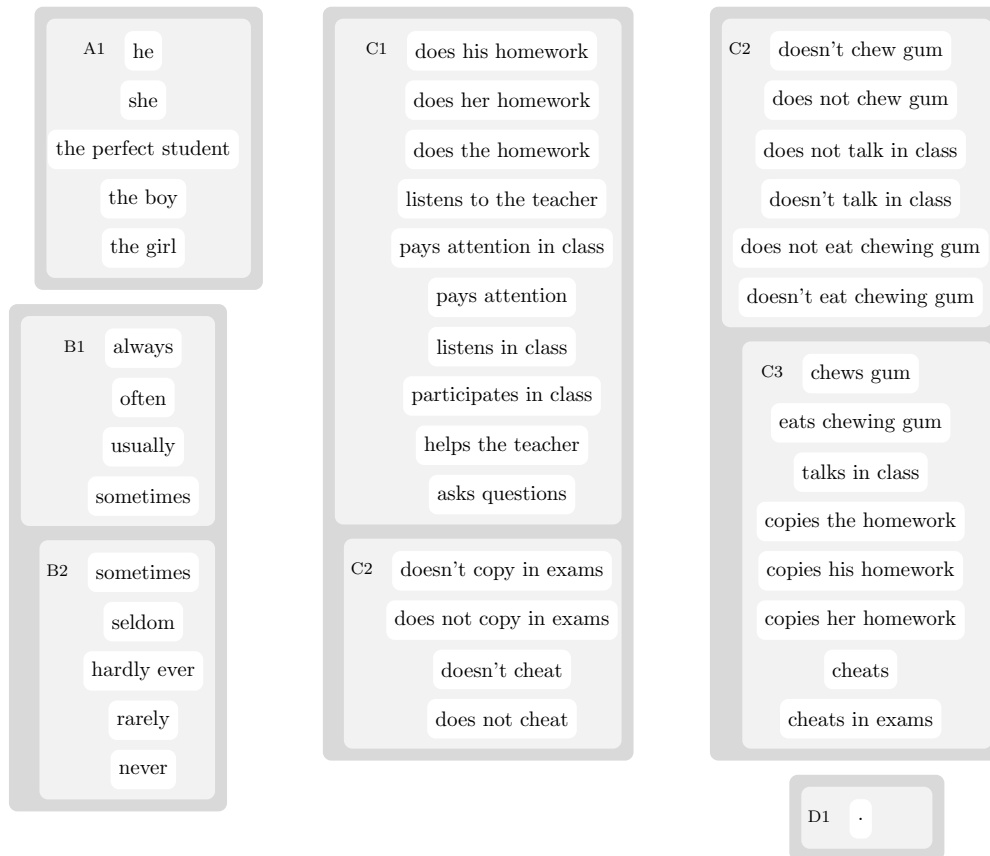 A1 he
she
the perfect student
the boy
the girl
B1 always
often
usually
sometimes
B2 sometimes
seldom
hardly ever
rarely
never
C1 does his homework
does her homework
does the homework
listens to the teacher
pays attention in class
pays attention
listens in class
participates in class
helps the teacher
asks questions
C2 doesn't copy in exams
does not copy in exams
doesn't cheat
does not cheat
C2 doesn't chew gum
does not chew gum
does not talk in class
doesn't talk in class
does not eat chewing gum
doesn't eat chewing gum
C3 chews gum
eats chewing gum
talks in class
copies the homework
copies his homework
copies her homework
cheats
cheats in exams
D1 .